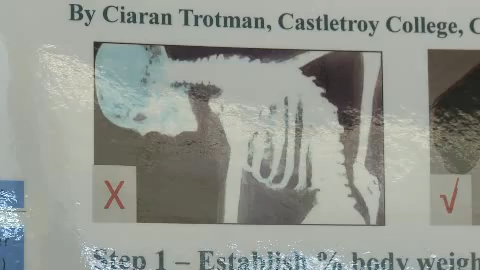 By Ciaran Trotman, Castletroy College,
X
√
Step 1 – Establish % body weigh